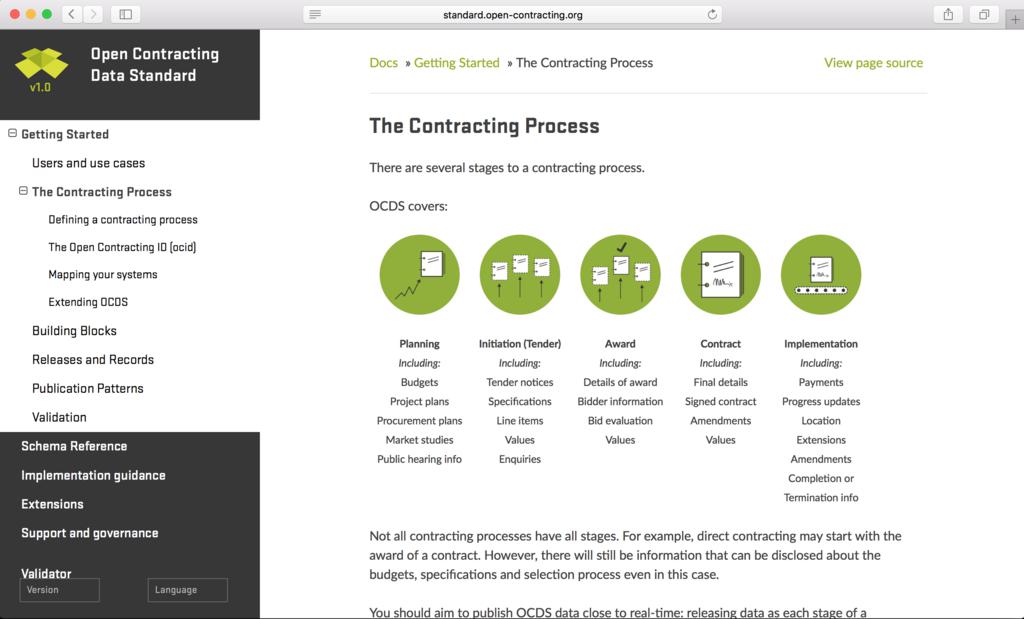 standard.open-contracting.org
Open Contracting
Data Standard
v1.0
Getting Started
Users and use cases
The Contracting Process
Defining a contracting process
The Open Contracting ID (ocid)
Mapping your systems
Extending OCDS
Building Blocks
Releases and Records
Publication Patterns
Validation
Schema Reference
Implementation guidance
Extensions
Support and governance
Validator
Version
Language
Docs » Getting Started » The Contracting Process
View page source
The Contracting Process
There are several stages to a contracting process.
OCDS covers:
Planning
Including:
Budgets
Project plans
Procurement plans
Market studies
Public hearing info
Initiation (Tender)
Including:
Tender notices
Specifications
Line items
Values
Enquiries
Award
Including:
Details of award
Bidder information
Bid evaluation
Values
Contract
Including:
Final details
Signed contract
Amendments
Values
Implementation
Including:
Payments
Progress updates
Location
Extensions
Amendments
Completion or
Termination info
Not all contracting processes have all stages. For example, direct contracting may start with the
award of a contract. However, there will still be information that can be disclosed about the
budgets, specifications and selection process even in this case.
You should aim to publish OCDS data close to real-time: releasing data as each stage of a